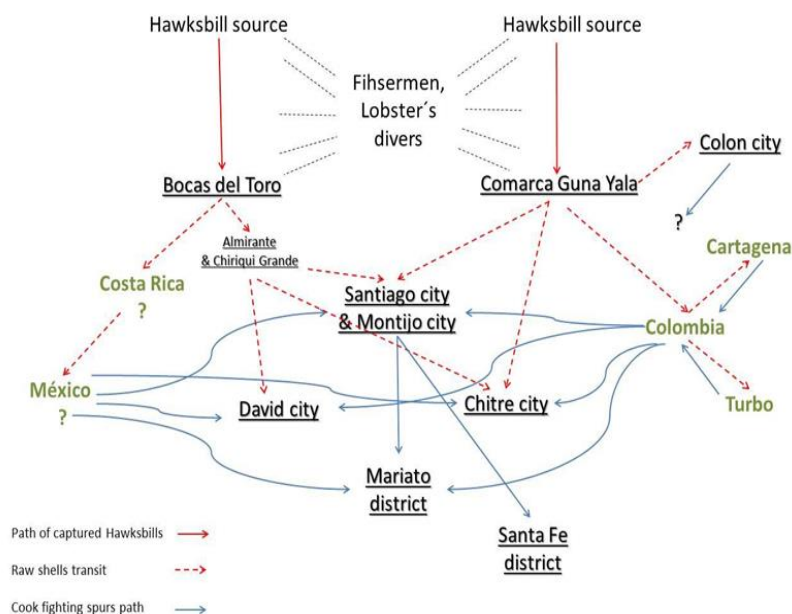 Hawksbill source
Hawksbill source
Fihsermen,
Lobster´s
divers
Colon city
Bocas del Toro
Comarca Guna Yala
?
Almirante
& Chiriqui Grande
Cartagena
Costa Rica
?
Santiago city
& Montijo city
Colombia
México
?
David city
Chitre city
Turbo
Mariato
district
Santa Fe
district
Path of captured Hawksbills
Raw shells transit
Cook fighting spurs path